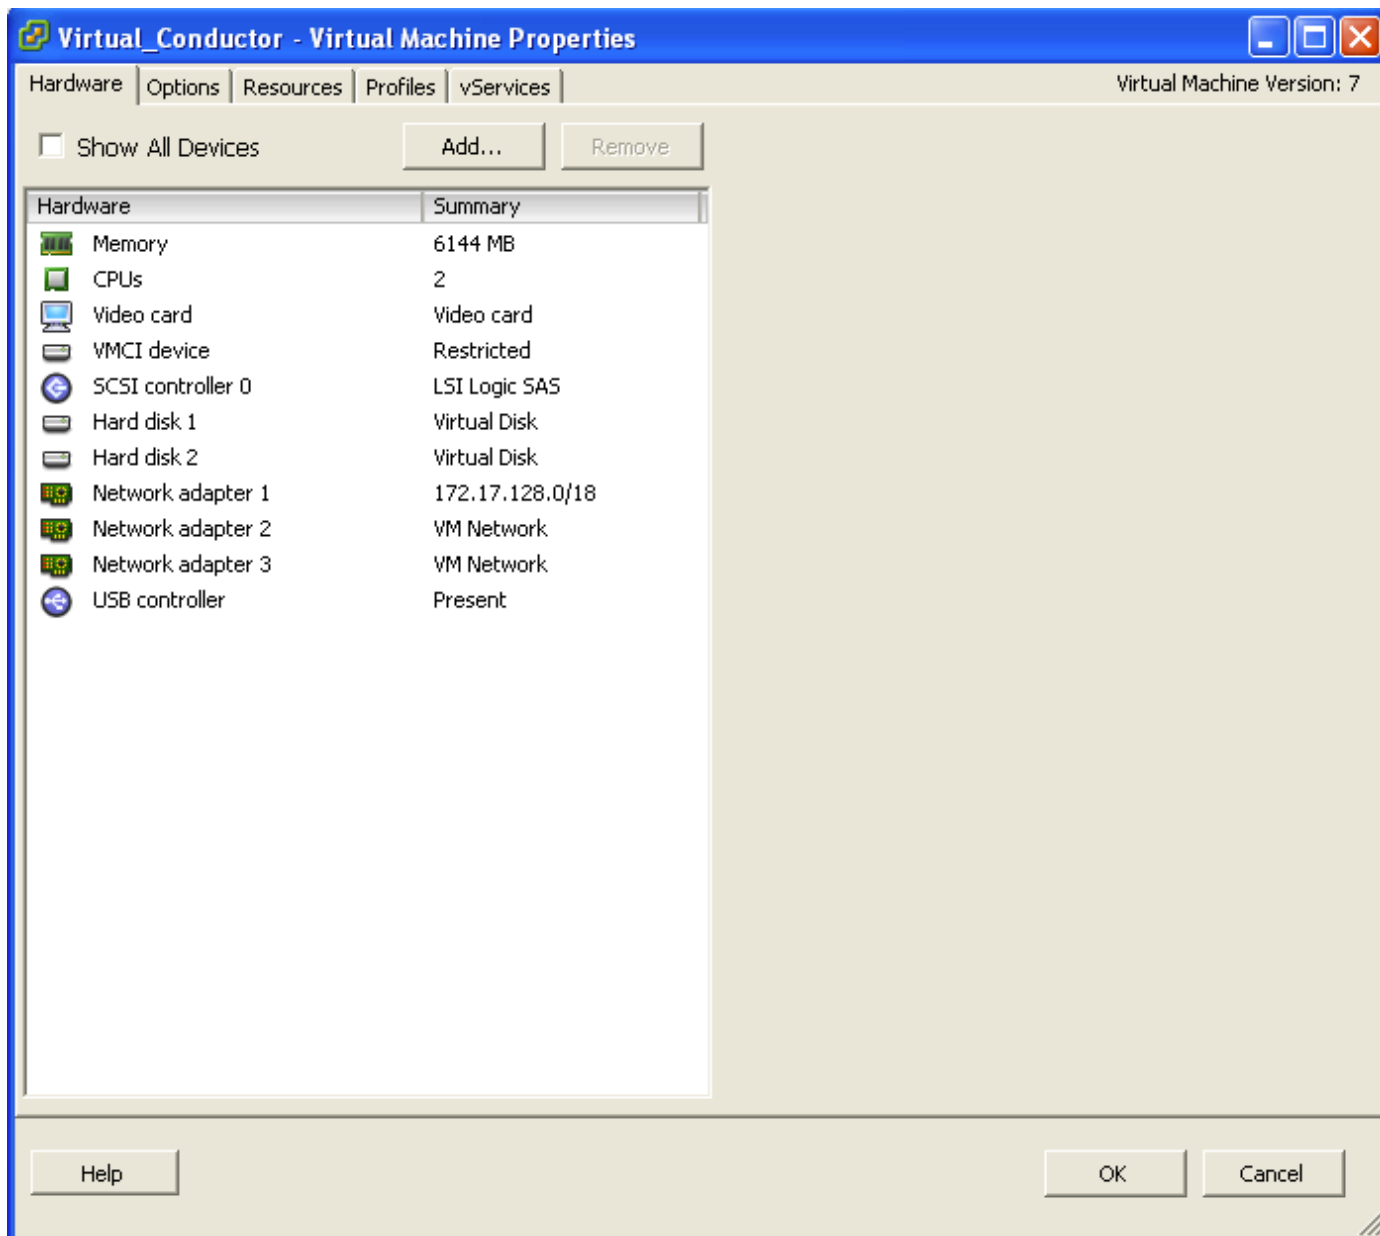 Virtual_Conductor - Virtual Machine Properties
Hardware Options Resources Profiles vServices Virtual Machine Version: 7
Show All Devices Add... Remove
Hardware Summary
Memory 6144 MB
CPUs 2
Video card Video card
VMCI device Restricted
SCSI controller 0 LSI Logic SAS
Hard disk 1 Virtual Disk
Hard disk 2 Virtual Disk
Network adapter 1 172.17.128.0/18
Network adapter 2 VM Network
Network adapter 3 VM Network
USB controller Present
Help OK Cancel